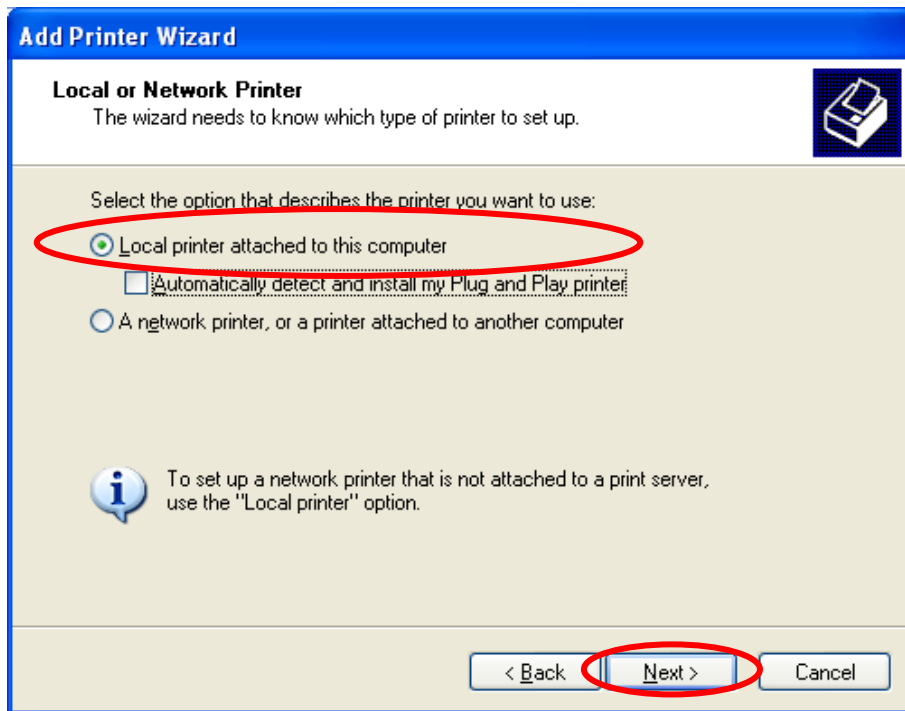 Add Printer Wizard
Local or Network Printer
The wizard needs to know which type of printer to set up.
Select the option that describes the printer you want to use:
Local printer attached to this computer
Automatically detect and install my Plug and Play printer
A network printer, or a printer attached to another computer
To set up a network printer that is not attached to a print server,
use the "Local printer" option.
< Back
Next >
Cancel